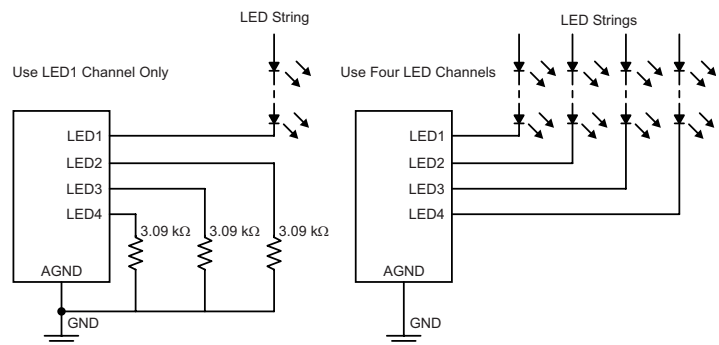 LED String
Use LED1 Channel Only
LED1
LED2
LED3
LED4
3.09 kΩ
3.09 kΩ
3.09 kΩ
AGND
GND
LED Strings
Use Four LED Channels
LED1
LED2
LED3
LED4
AGND
GND